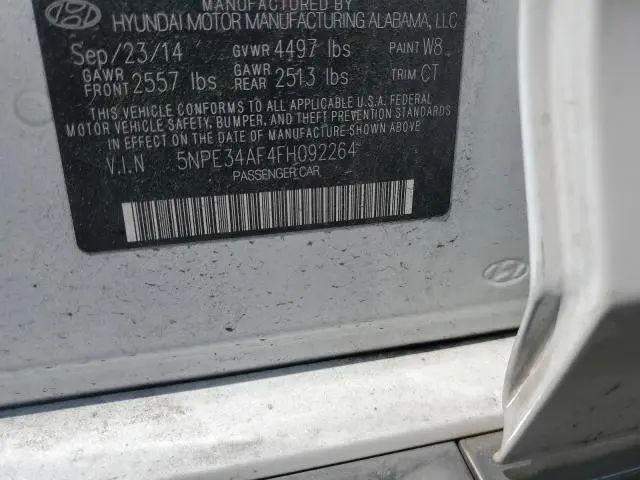 MANUFACTURED BY
HYUNDAI MOTOR MANUFACTURING ALABAMA, LLC
Sep/23/14 GVWR 4497 lbs PAINT W8
GAWR FRONT 2557 lbs GAWR REAR 2513 lbs TRIM CT
THIS VEHICLE CONFORMS TO ALL APPLICABLE U.S.A. FEDERAL
MOTOR VEHICLE SAFETY, BUMPER, AND THEFT PREVENTION STANDARDS
IN EFFECT ON THE DATE OF MANUFACTURE SHOWN ABOVE.
V.I.N 5NPE34AF4FH092264
PASSENGER CAR